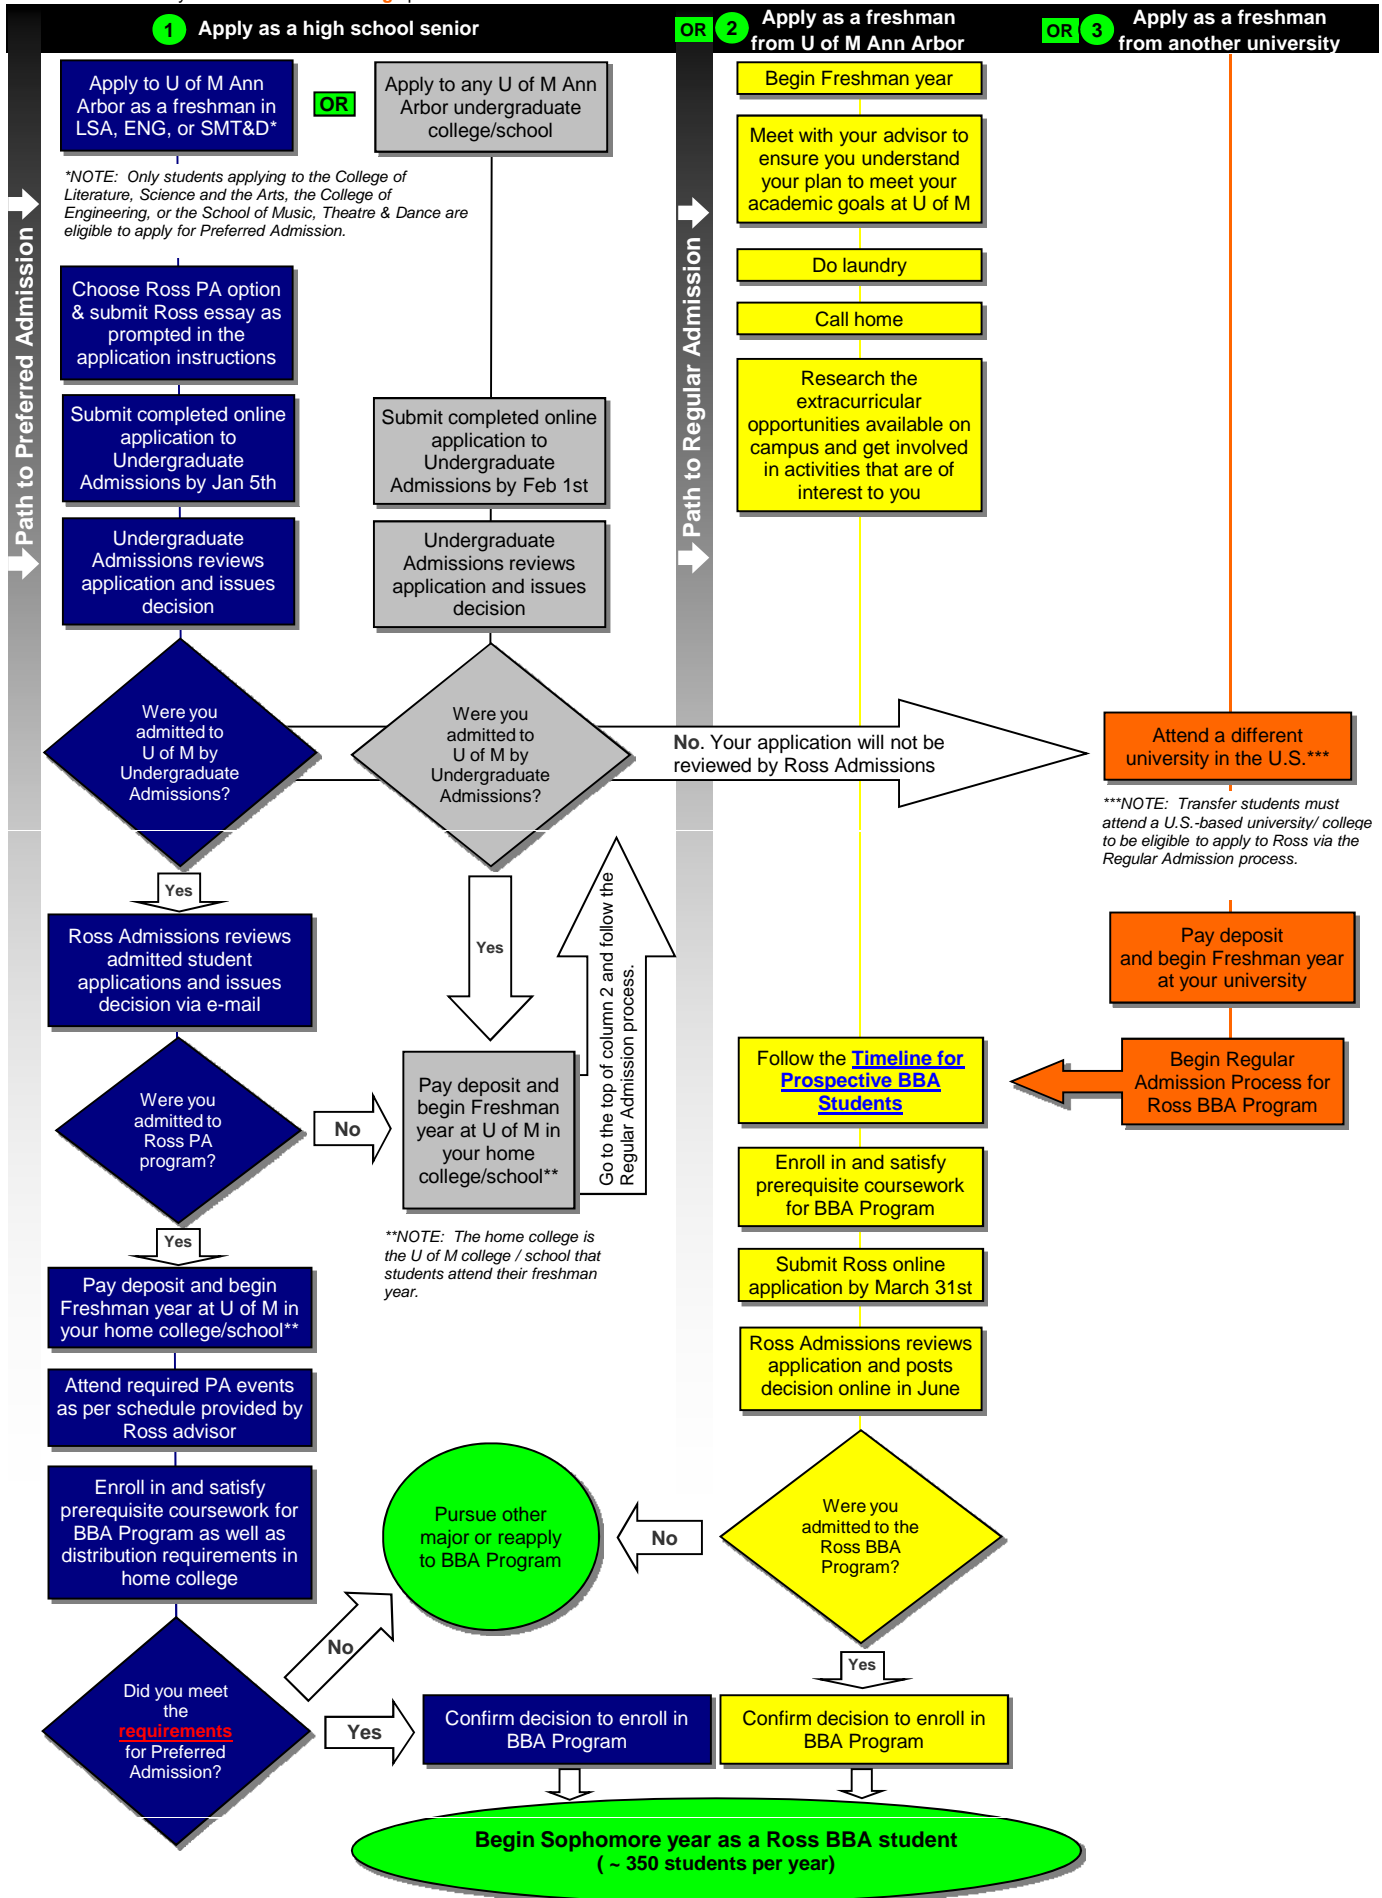 1 Apply as a high school senior
OR 2 Apply as a freshman
from U of M Ann Arbor
OR 3 Apply as a freshman
from another university
Path to Preferred Admission
Apply to U of M Ann
Arbor as a freshman in
LSA, ENG, or SMT&D*
OR
Apply to any U of M Ann
Arbor undergraduate
college/school
*NOTE: Only students applying to the College of
Literature, Science and the Arts, the College of
Engineering, or the School of Music, Theatre & Dance are
eligible to apply for Preferred Admission.
Choose Ross PA option
& submit Ross essay as
prompted in the
application instructions
Submit completed online
application to
Undergraduate
Admissions by Jan 5th
Submit completed online
application to
Undergraduate
Admissions by Feb 1st
Undergraduate
Admissions reviews
application and issues
decision
Undergraduate
Admissions reviews
application and issues
decision
Were you
admitted to
U of M by
Undergraduate
Admissions?
Were you
admitted to
U of M by
Undergraduate
Admissions?
No. Your application will not be
reviewed by Ross Admissions
Yes
Yes
Go to the top of column 2 and follow the
Regular Admission process.
Ross Admissions reviews
admitted student
applications and issues
decision via e-mail
Were you
admitted to
Ross PA
program?
No
Pay deposit and
begin Freshman
year at U of M in
your home
college/school**
**NOTE: The home college is
the U of M college / school that
students attend their freshman
year.
Yes
Pay deposit and begin
Freshman year at U of M in
your home college/school**
Attend required PA events
as per schedule provided by
Ross advisor
Enroll in and satisfy
prerequisite coursework for
BBA Program as well as
distribution requirements in
home college
Did you meet
the
requirements
for Preferred
Admission?
No
Yes
Pursue other
major or reapply
to BBA Program
Confirm decision to enroll in
BBA Program
Path to Regular Admission
Begin Freshman year
Meet with your advisor to
ensure you understand
your plan to meet your
academic goals at U of M
Do laundry
Call home
Research the
extracurricular
opportunities available on
campus and get involved
in activities that are of
interest to you
Follow the Timeline for
Prospective BBA
Students
Enroll in and satisfy
prerequisite coursework
for BBA Program
Submit Ross online
application by March 31st
Ross Admissions reviews
application and posts
decision online in June
Were you
admitted to the
Ross BBA
Program?
No
Yes
Confirm decision to enroll in
BBA Program
Attend a different
university in the U.S.***
***NOTE: Transfer students must
attend a U.S.-based university/ college
to be eligible to apply to Ross via the
Regular Admission process.
Pay deposit
and begin Freshman year
at your university
Begin Regular
Admission Process for
Ross BBA Program
Begin Sophomore year as a Ross BBA student
( ~ 350 students per year)